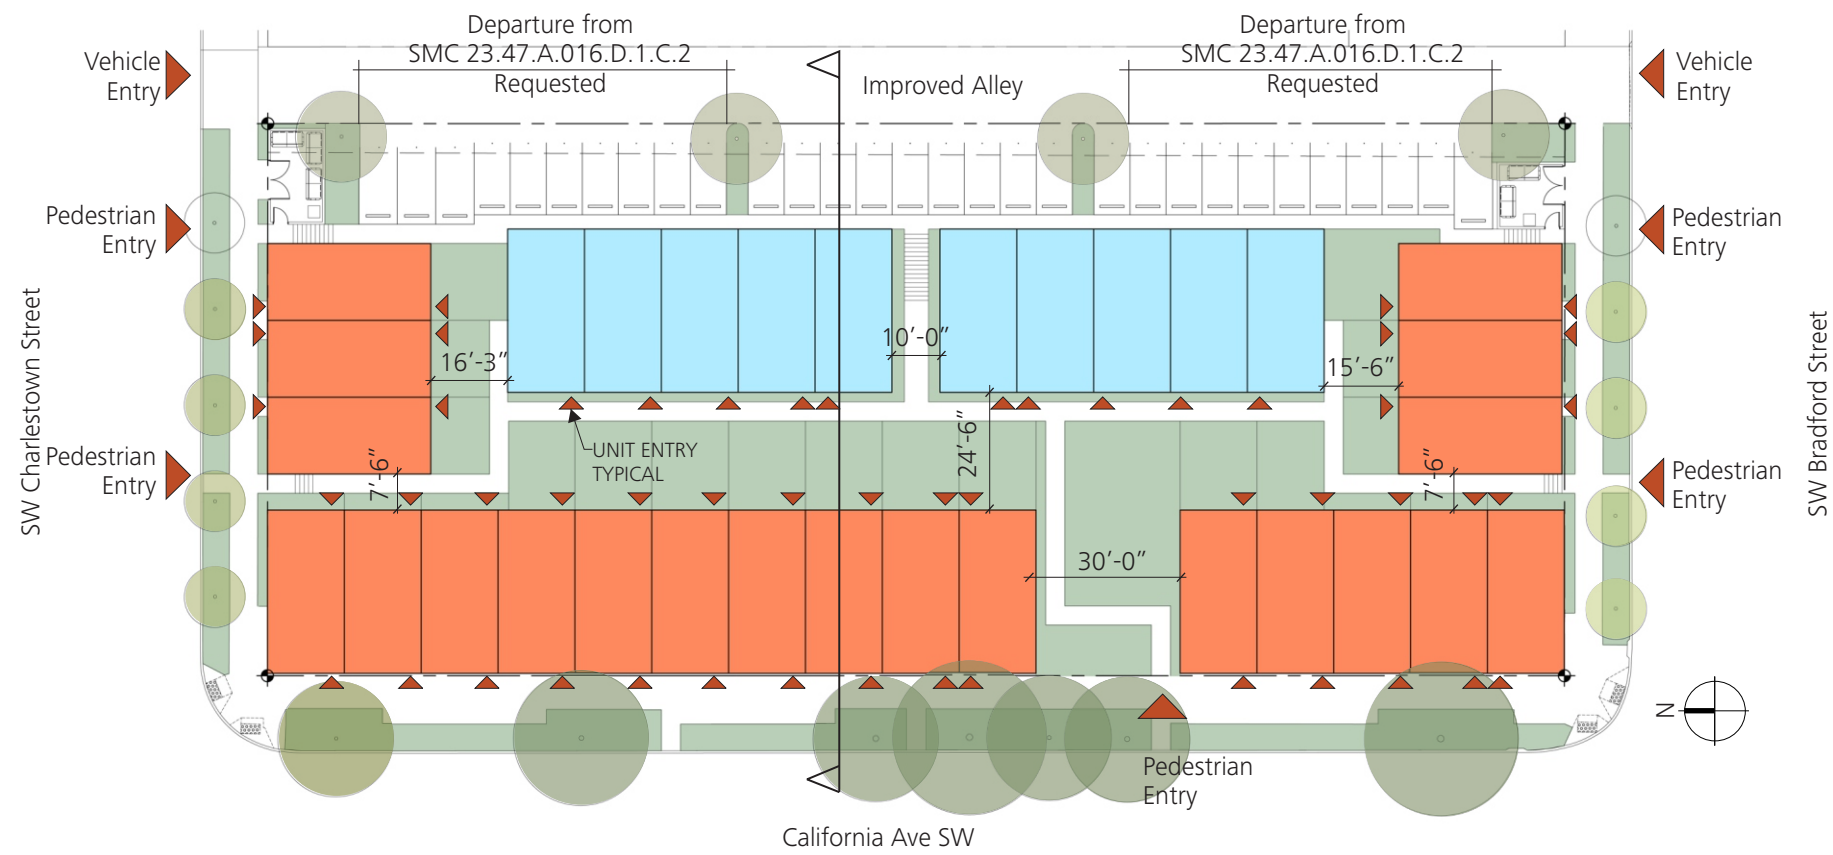 Departure from
SMC 23.47.A.016.D.1.C.2
Requested
Departure from
SMC 23.47.A.016.D.1.C.2
Requested
Vehicle
Entry
Improved Alley
Vehicle
Entry
Pedestrian
Entry
Pedestrian
Entry
SW Charlestown Street
SW Bradford Street
16’-3”
10’-0”
15’-6”
24’-6”
UNIT ENTRY
TYPICAL
Pedestrian
Entry
7’-6”
7’-6”
Pedestrian
Entry
30’-0”
N
Pedestrian
Entry
California Ave SW